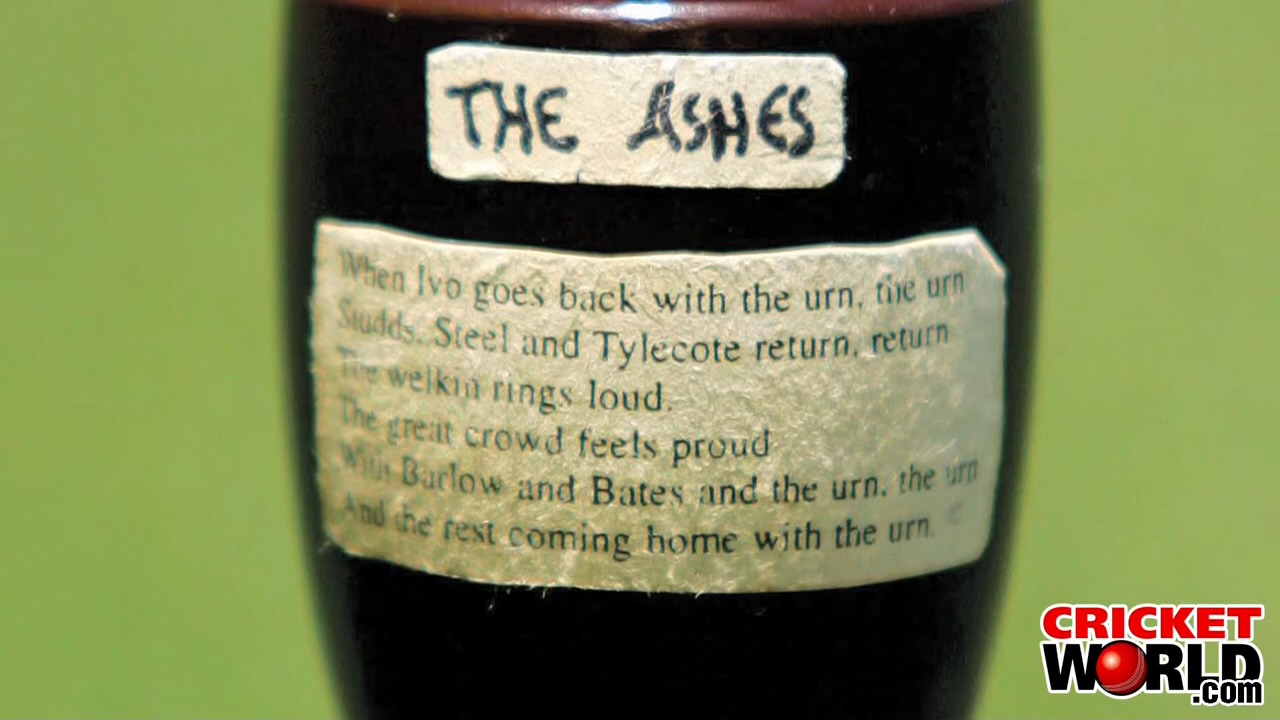 THE ASHES
When Ivo goes back with the urn, the urn
Studds, Steel and Tylecote return, return
The welkin rings loud,
The great crowd feels proud
With Barlow and Bates and the urn, the urn
And the rest coming home with the urn.
CRICKET
WORLD
.com